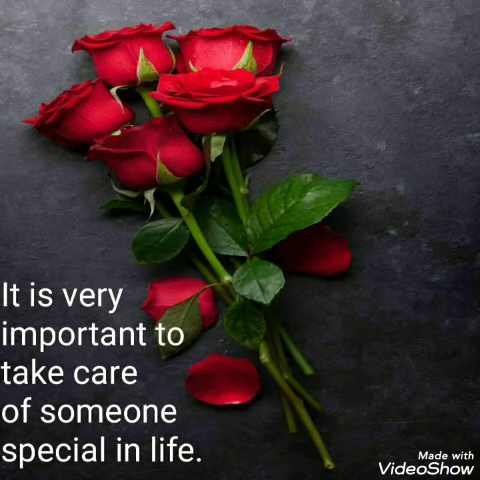 It is very
important to
take care
of someone
special in life.
Made with
VideoShow